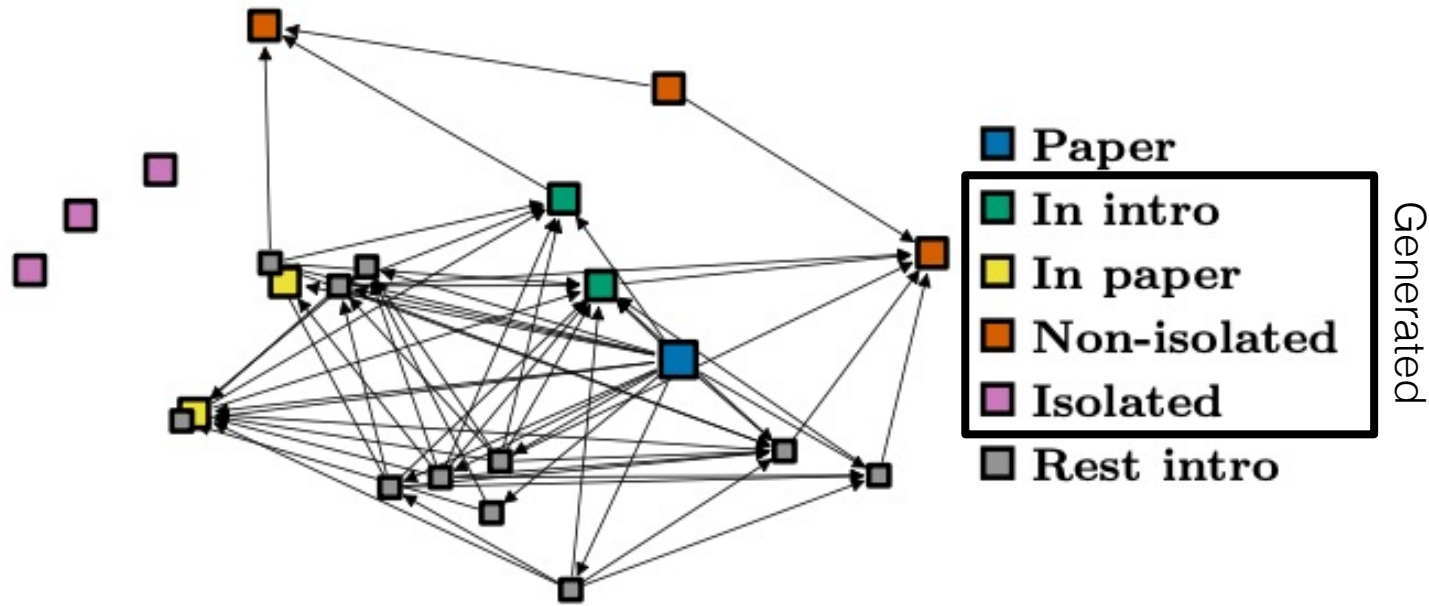 Paper
In intro
In paper
Non-isolated
Isolated
Rest intro
Generated